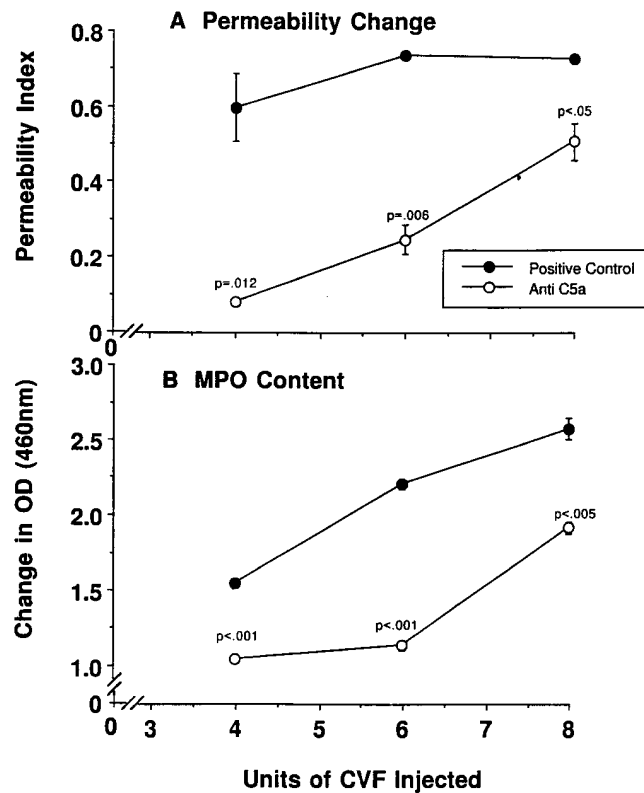 A Permeability Change
0.8
0.6
0.4
0.2
0
0
Permeability Index
p=.012
p=.006
p<.05
Positive Control
Anti C5a
B MPO Content
3.0
2.5
2.0
1.5
1.0
0
Change in OD (460nm)
p<.001
p<.001
p<.005
0 3 4 5 6 7 8
Units of CVF Injected